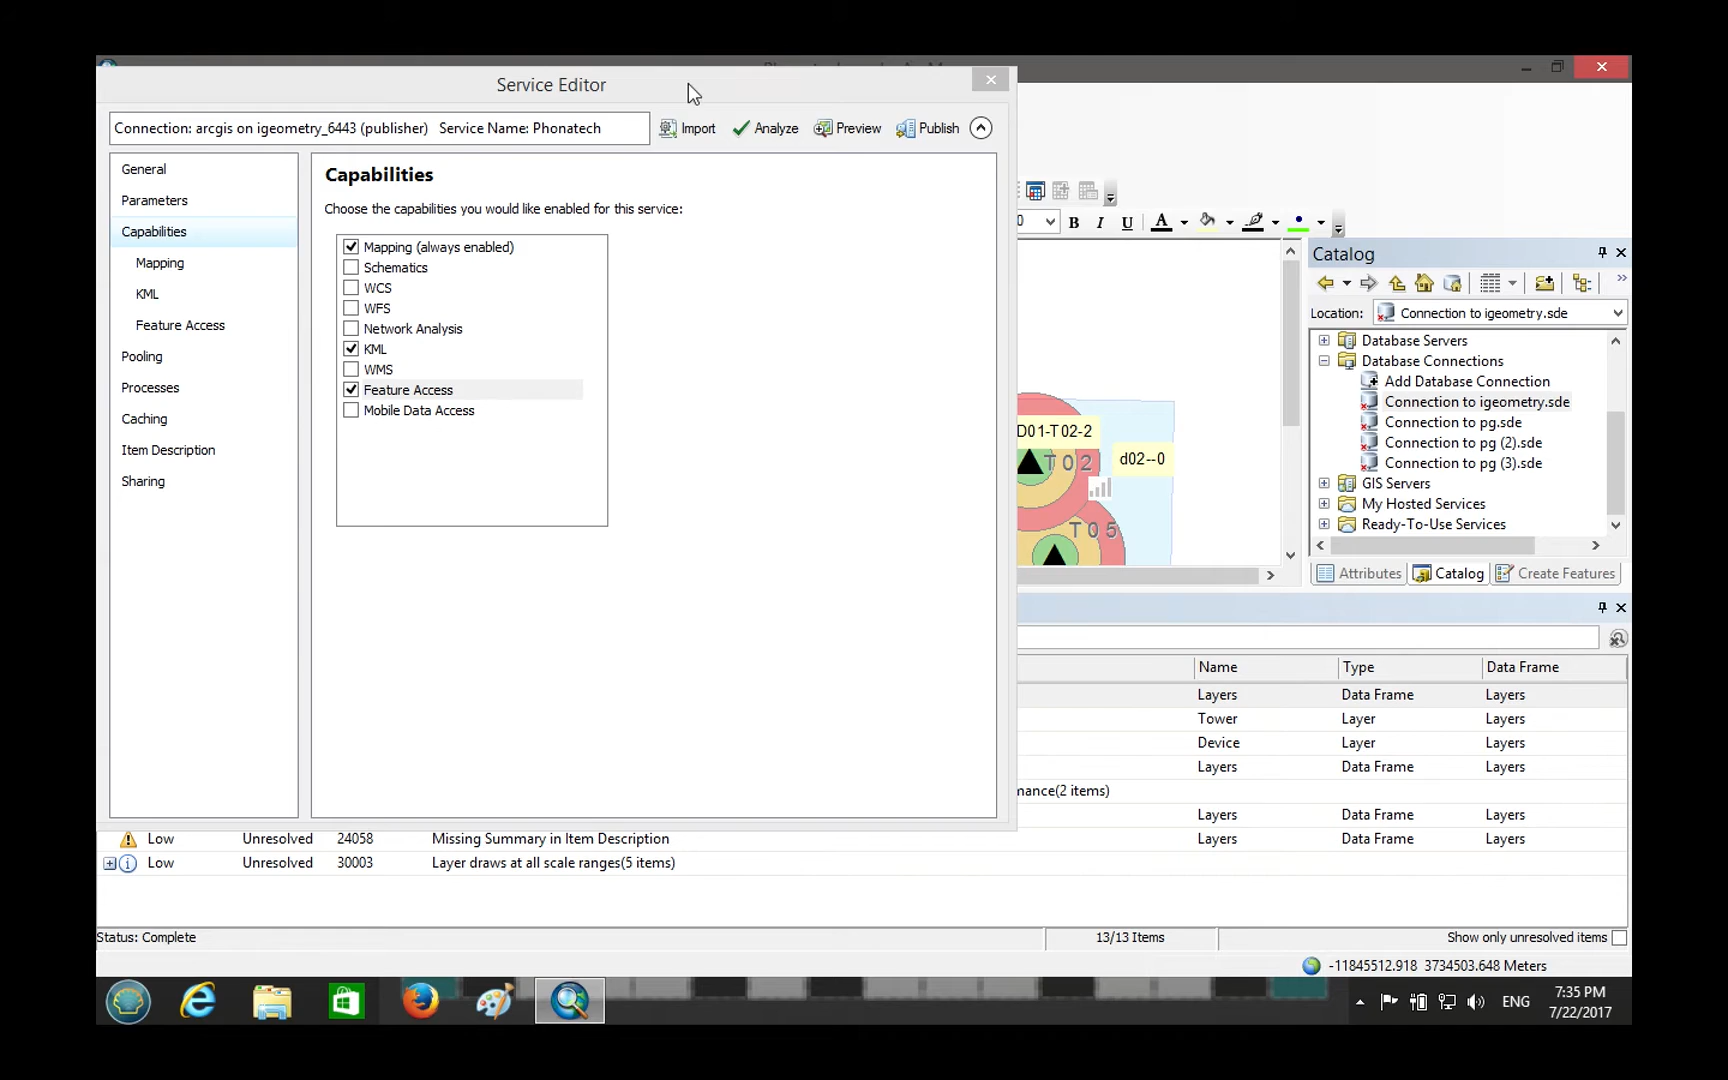 Service Editor
Connection: arcgis on igeometry_6443 (publisher) Service Name: Phonatech
Import
Analyze
Preview
Publish
General
Parameters
Capabilities
Mapping
KML
Feature Access
Pooling
Processes
Caching
Item Description
Sharing
Capabilities
Choose the capabilities you would like enabled for this service:
Mapping (always enabled)
Schematics
WCS
WFS
Network Analysis
KML
WMS
Feature Access
Mobile Data Access
B I U A
D01-T02-2
T02
d02--0
T05
Catalog
Location: Connection to igeometry.sde
Database Servers
Database Connections
Add Database Connection
Connection to igeometry.sde
Connection to pg.sde
Connection to pg (2).sde
Connection to pg (3).sde
GIS Servers
My Hosted Services
Ready-To-Use Services
Attributes Catalog Create Features
Name Type Data Frame
Layers Data Frame Layers
Tower Layer Layers
Device Layer Layers
Layers Data Frame Layers
mance(2 items)
Layers Data Frame Layers
Low Unresolved 24058 Missing Summary in Item Description Layers Data Frame Layers
Low Unresolved 30003 Layer draws at all scale ranges(5 items)
Status: Complete 13/13 Items Show only unresolved items
-11845512.918 3734503.648 Meters
ENG
7:35 PM
7/22/2017